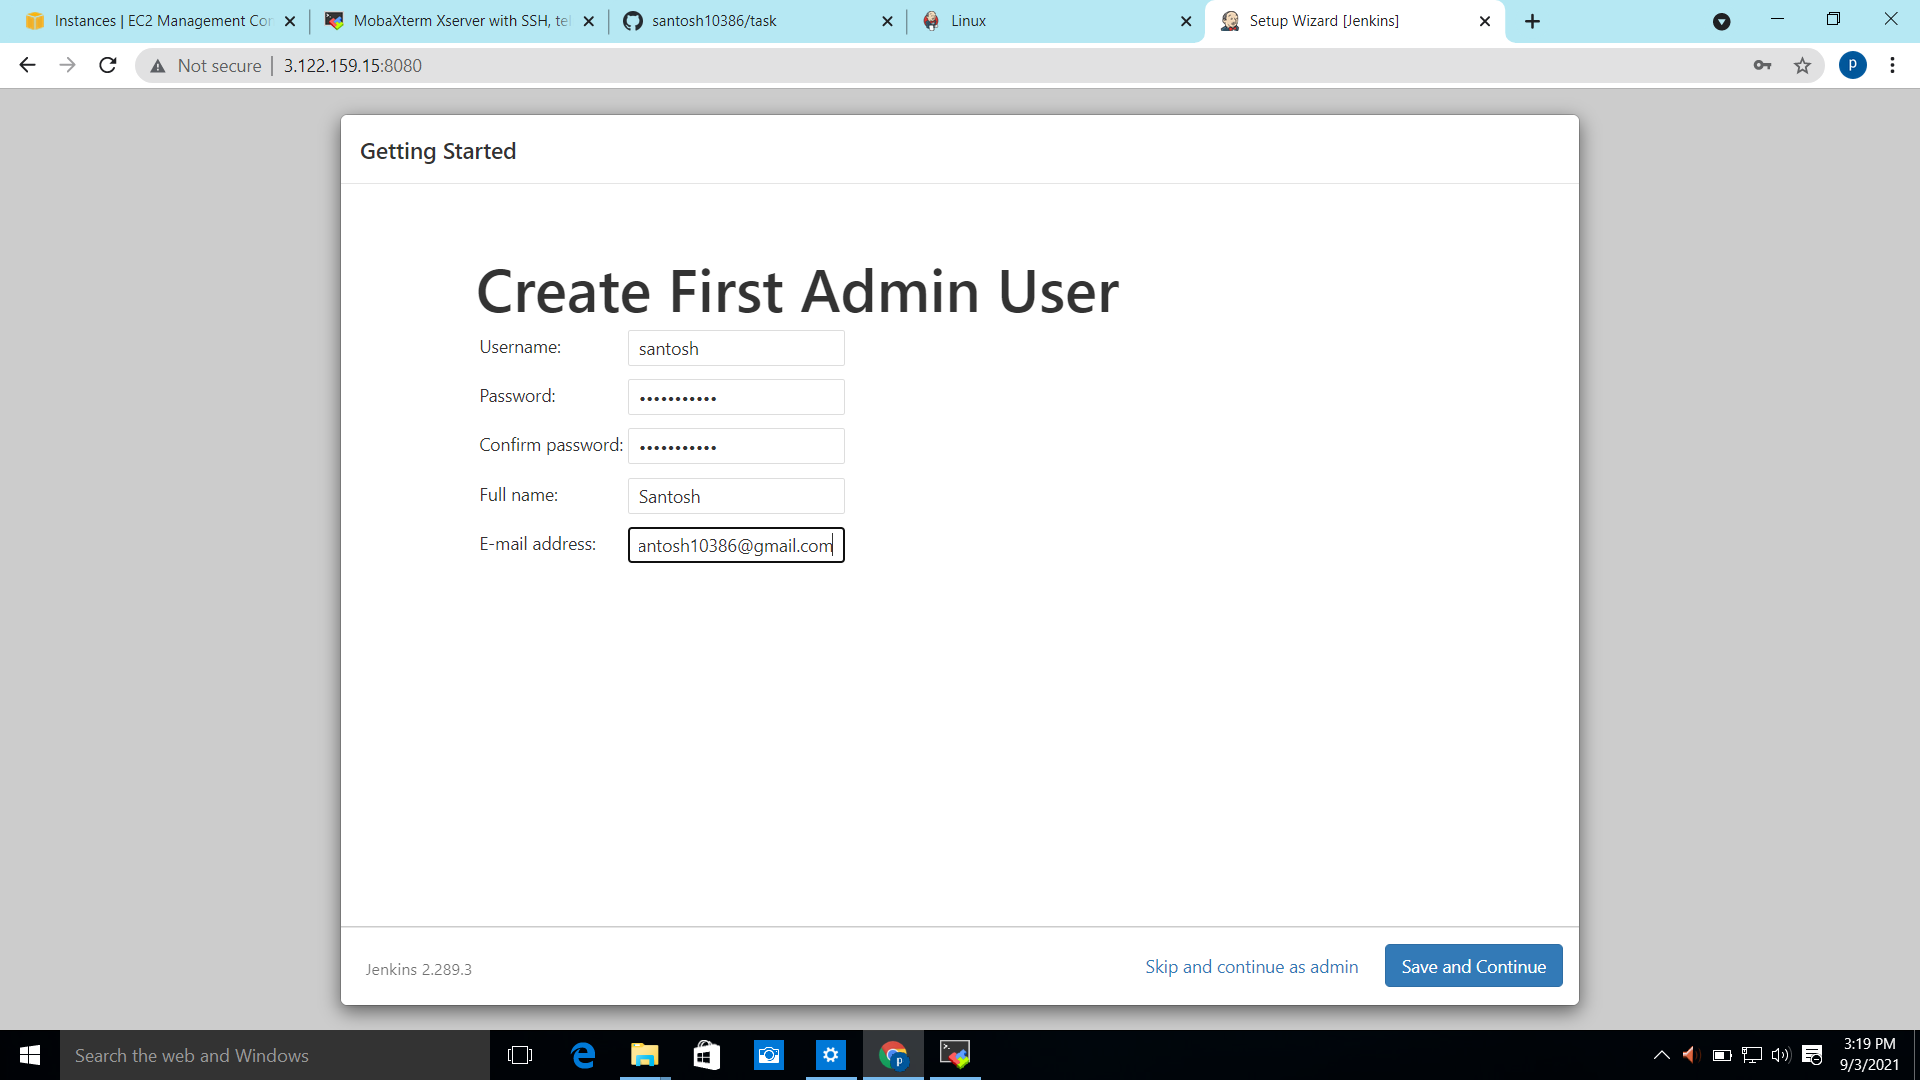 Instances | EC2 Management Con
MobaXterm Xserver with SSH, tel
santosh10386/task
Linux
Setup Wizard [Jenkins]
Not secure | 3.122.159.15:8080
p
Getting Started
Create First Admin User
Username: santosh
Password: •••••••••••
Confirm password: •••••••••••
Full name: Santosh
E-mail address: antosh10386@gmail.com
Jenkins 2.289.3
Skip and continue as admin
Save and Continue
Search the web and Windows
p
3:19 PM
9/3/2021